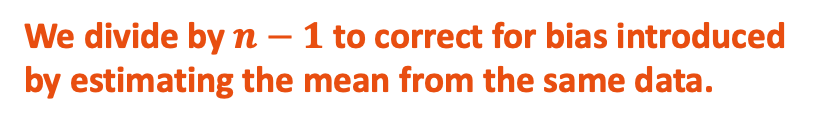 We divide by n − 1 to correct for bias introduced
by estimating the mean from the same data.